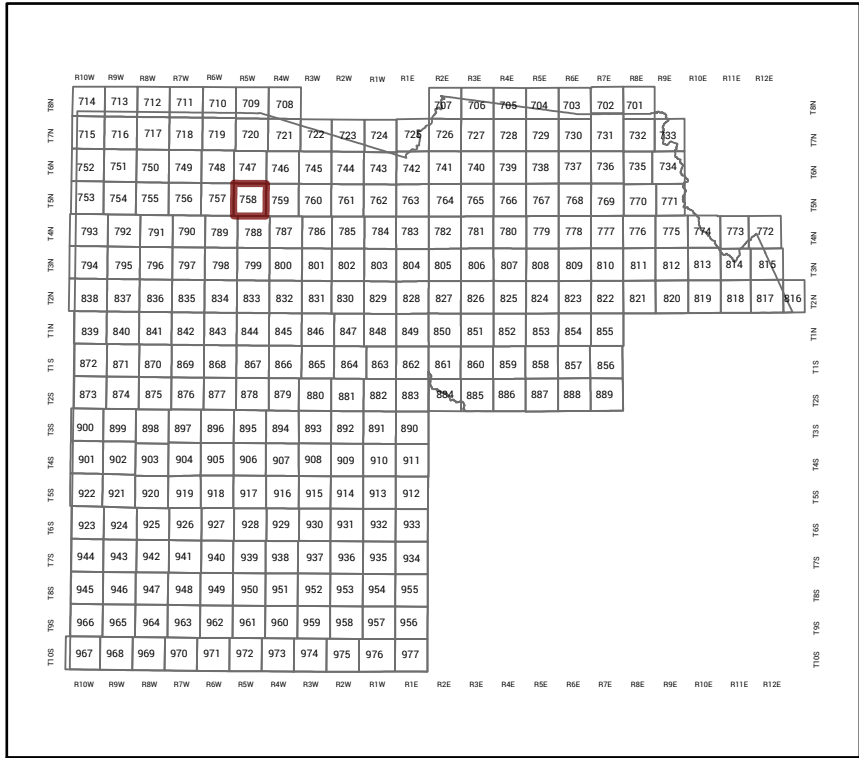 R10W R9W R8W R7W R6W R5W R4W R3W R2W R1W R1E R2E R3E R4E R5E R6E R7E R8E R9E R10E R11E R12E
T8N 714 713 712 711 710 709 708 707 706 705 704 703 702 701 T8N
T7N 715 716 717 718 719 720 721 722 723 724 725 726 727 728 729 730 731 732 733 T7N
T6N 752 751 750 749 748 747 746 745 744 743 742 741 740 739 738 737 736 735 734 T6N
T5N 753 754 755 756 757 758 759 760 761 762 763 764 765 766 767 768 769 770 771 T5N
T4N 793 792 791 790 789 788 787 786 785 784 783 782 781 780 779 778 777 776 775 774 773 772 T4N
T3N 794 795 796 797 798 799 800 801 802 803 804 805 806 807 808 809 810 811 812 813 814 815 T3N
T2N 838 837 836 835 834 833 832 831 830 829 828 827 826 825 824 823 822 821 820 819 818 817 816 T2N
T1N 839 840 841 842 843 844 845 846 847 848 849 850 851 852 853 854 855 T1N
T1S 872 871 870 869 868 867 866 865 864 863 862 861 860 859 858 857 856 T1S
T2S 873 874 875 876 877 878 879 880 881 882 883 884 885 886 887 888 889 T2S
T3S 900 899 898 897 896 895 894 893 892 891 890 T3S
T4S 901 902 903 904 905 906 907 908 909 910 911 T4S
T5S 922 921 920 919 918 917 916 915 914 913 912 T5S
T6S 923 924 925 926 927 928 929 930 931 932 933 T6S
T7S 944 943 942 941 940 939 938 937 936 935 934 T7S
T8S 945 946 947 948 949 950 951 952 953 954 955 T8S
T9S 966 965 964 963 962 961 960 959 958 957 956 T9S
T10S 967 968 969 970 971 972 973 974 975 976 977 T10S
R10W R9W R8W R7W R6W R5W R4W R3W R2W R1W R1E R2E R3E R4E R5E R6E R7E R8E R9E R10E R11E R12E